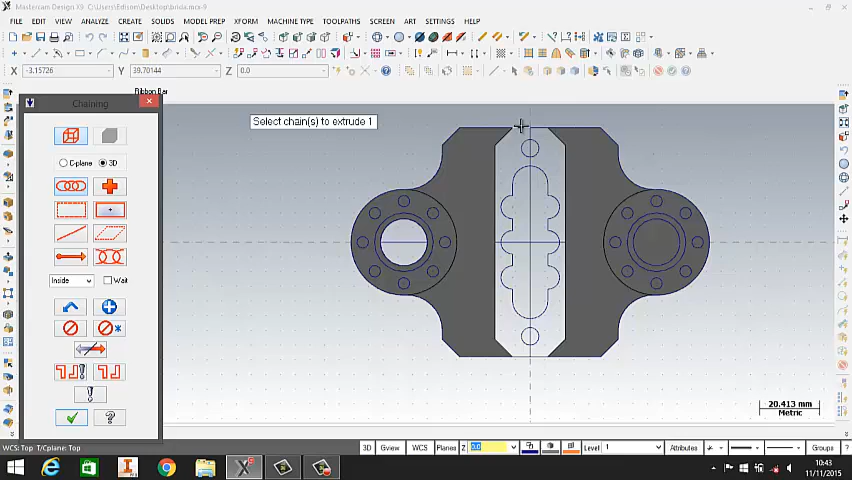 Mastercam Design X9 C:\Users\Edison\Desktop\brida.mcx-9
FILE EDIT VIEW ANALYZE CREATE SOLIDS MODEL PREP XFORM MACHINE TYPE TOOLPATHS SCREEN ART SETTINGS HELP
X -3.15726 Y 39.70144 Z 0.0
Ribbon Bar
Chaining
Select chain(s) to extrude 1
C-plane 3D
Inside Wait
20.413 mm
Metric
WCS: Top T/Cplane: Top
3D Gview WCS Planes Z 0.0 Level 1 Attributes Groups
10:43
11/11/2015